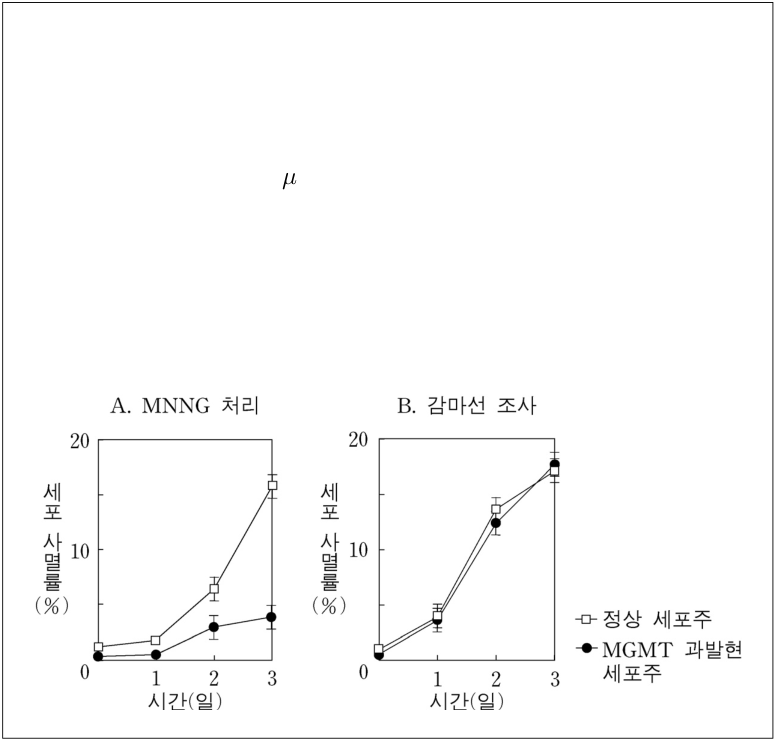 μ
A. MNNG 처리
B. 감마선 조사
20
10
0
세포 사멸률
(%)
1 2 3
시간(일)
20
10
0
세포 사멸률
(%)
1 2 3
시간(일)
정상 세포주
MGMT 과발현
세포주